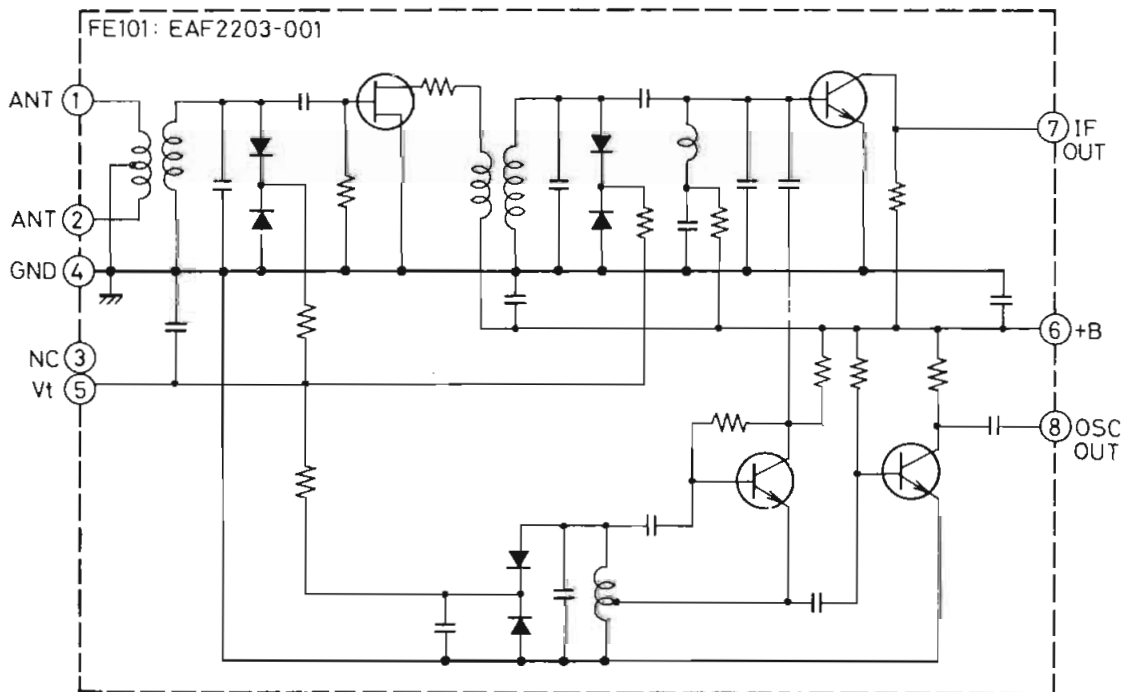 FE101: EAF2203-001
ANT 1
ANT 2
GND 4
NC 3
Vt 5
7 IF
OUT
6 +B
8 OSC
OUT